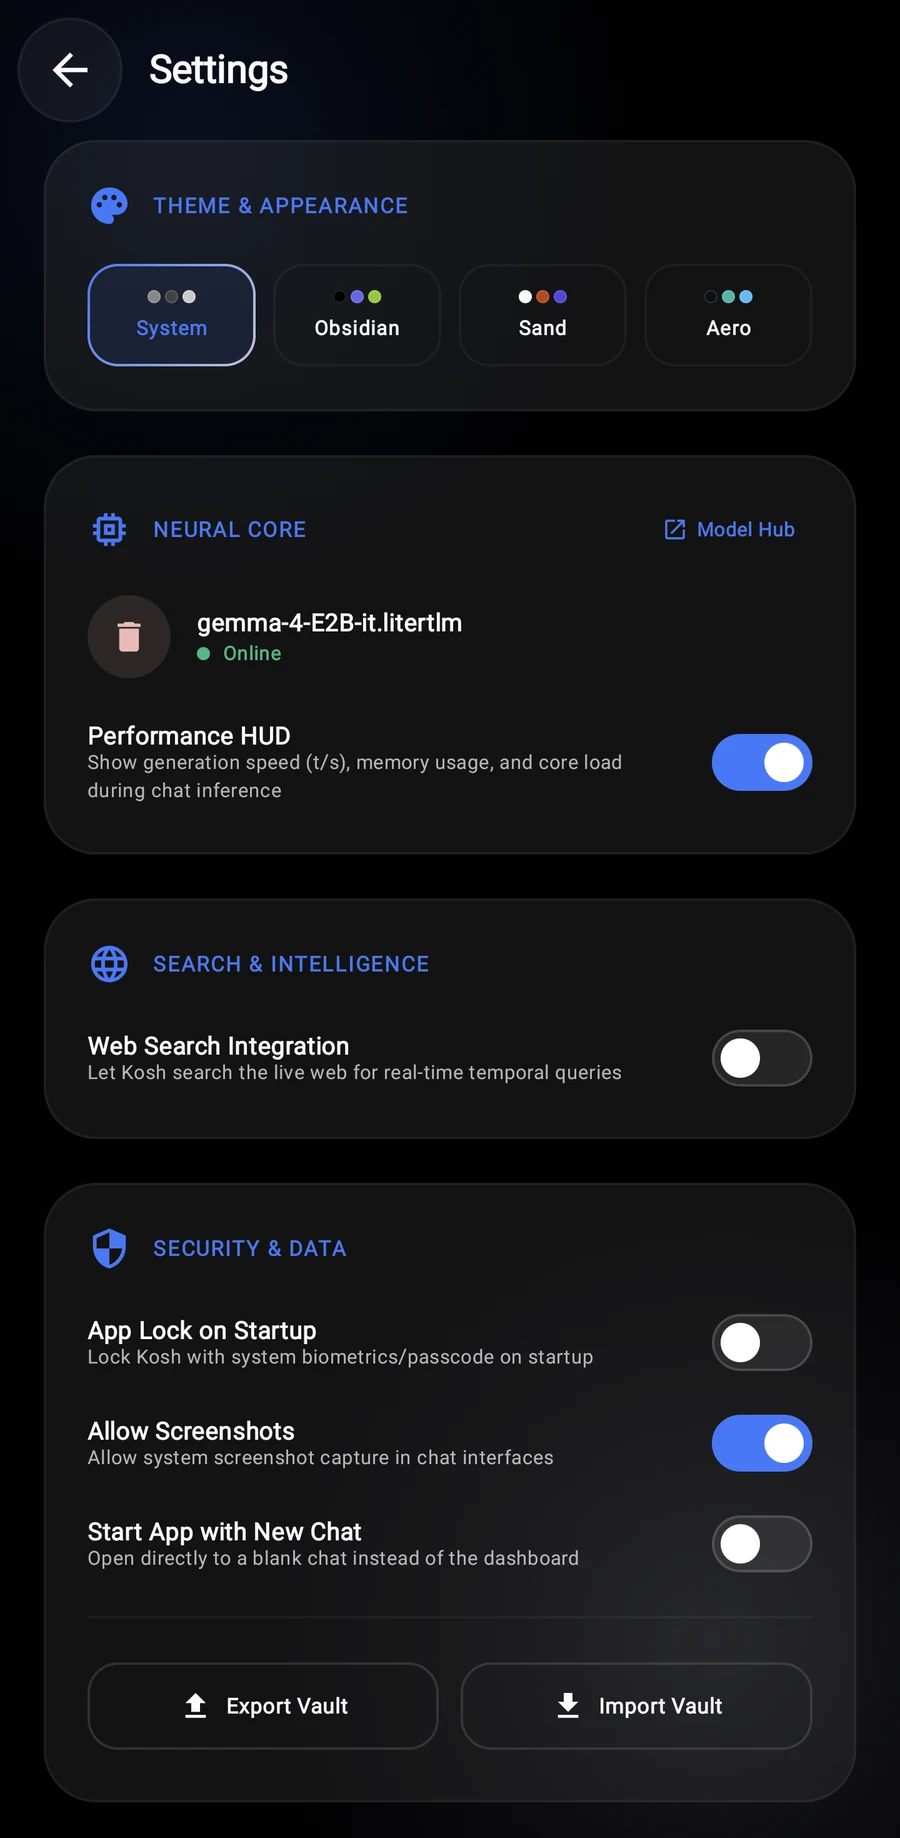 Settings
THEME & APPEARANCE
System
Obsidian
Sand
Aero
NEURAL CORE
Model Hub
gemma-4-E2B-it.litertlm
Online
Performance HUD
Show generation speed (t/s), memory usage, and core load
during chat inference
SEARCH & INTELLIGENCE
Web Search Integration
Let Kosh search the live web for real-time temporal queries
SECURITY & DATA
App Lock on Startup
Lock Kosh with system biometrics/passcode on startup
Allow Screenshots
Allow system screenshot capture in chat interfaces
Start App with New Chat
Open directly to a blank chat instead of the dashboard
Export Vault
Import Vault